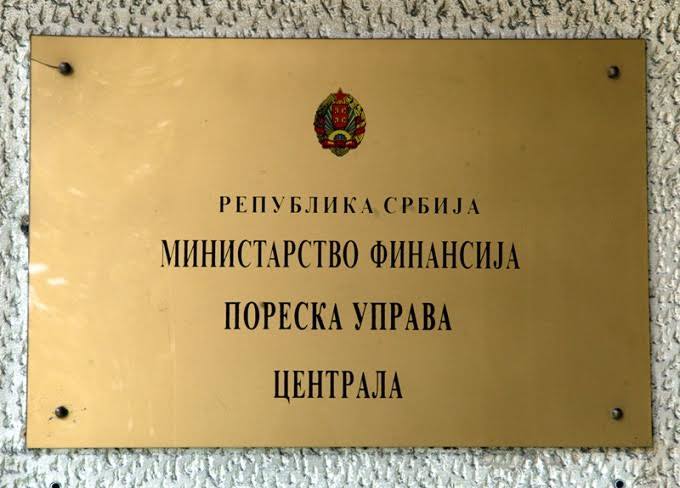 РЕПУБЛИКА СРБИЈА
МИНИСТАРСТВО ФИНАНСИЈА
ПОРЕСКА УПРАВА
ЦЕНТРАЛА